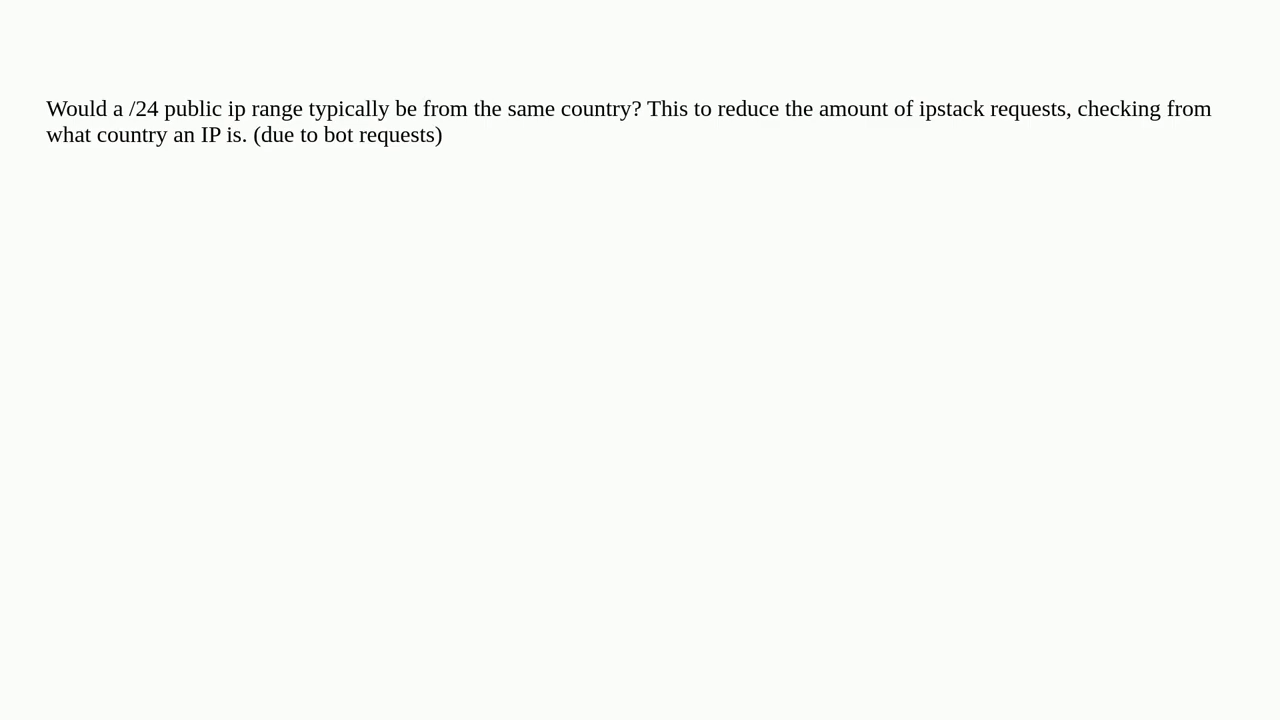 Would a /24 public ip range typically be from the same country? This to reduce the amount of ipstack requests, checking from
what country an IP is. (due to bot requests)